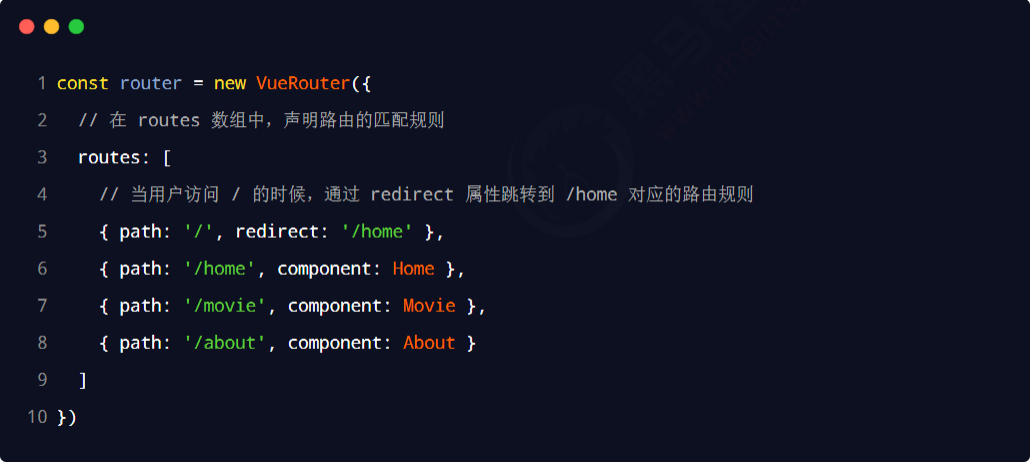 1 const router = new VueRouter({
2 // 在 routes 数组中，声明路由的匹配规则
3 routes: [
4 // 当用户访问 / 的时候，通过 redirect 属性跳转到 /home 对应的路由规则
5 { path: '/', redirect: '/home' },
6 { path: '/home', component: Home },
7 { path: '/movie', component: Movie },
8 { path: '/about', component: About }
9 ]
10 })